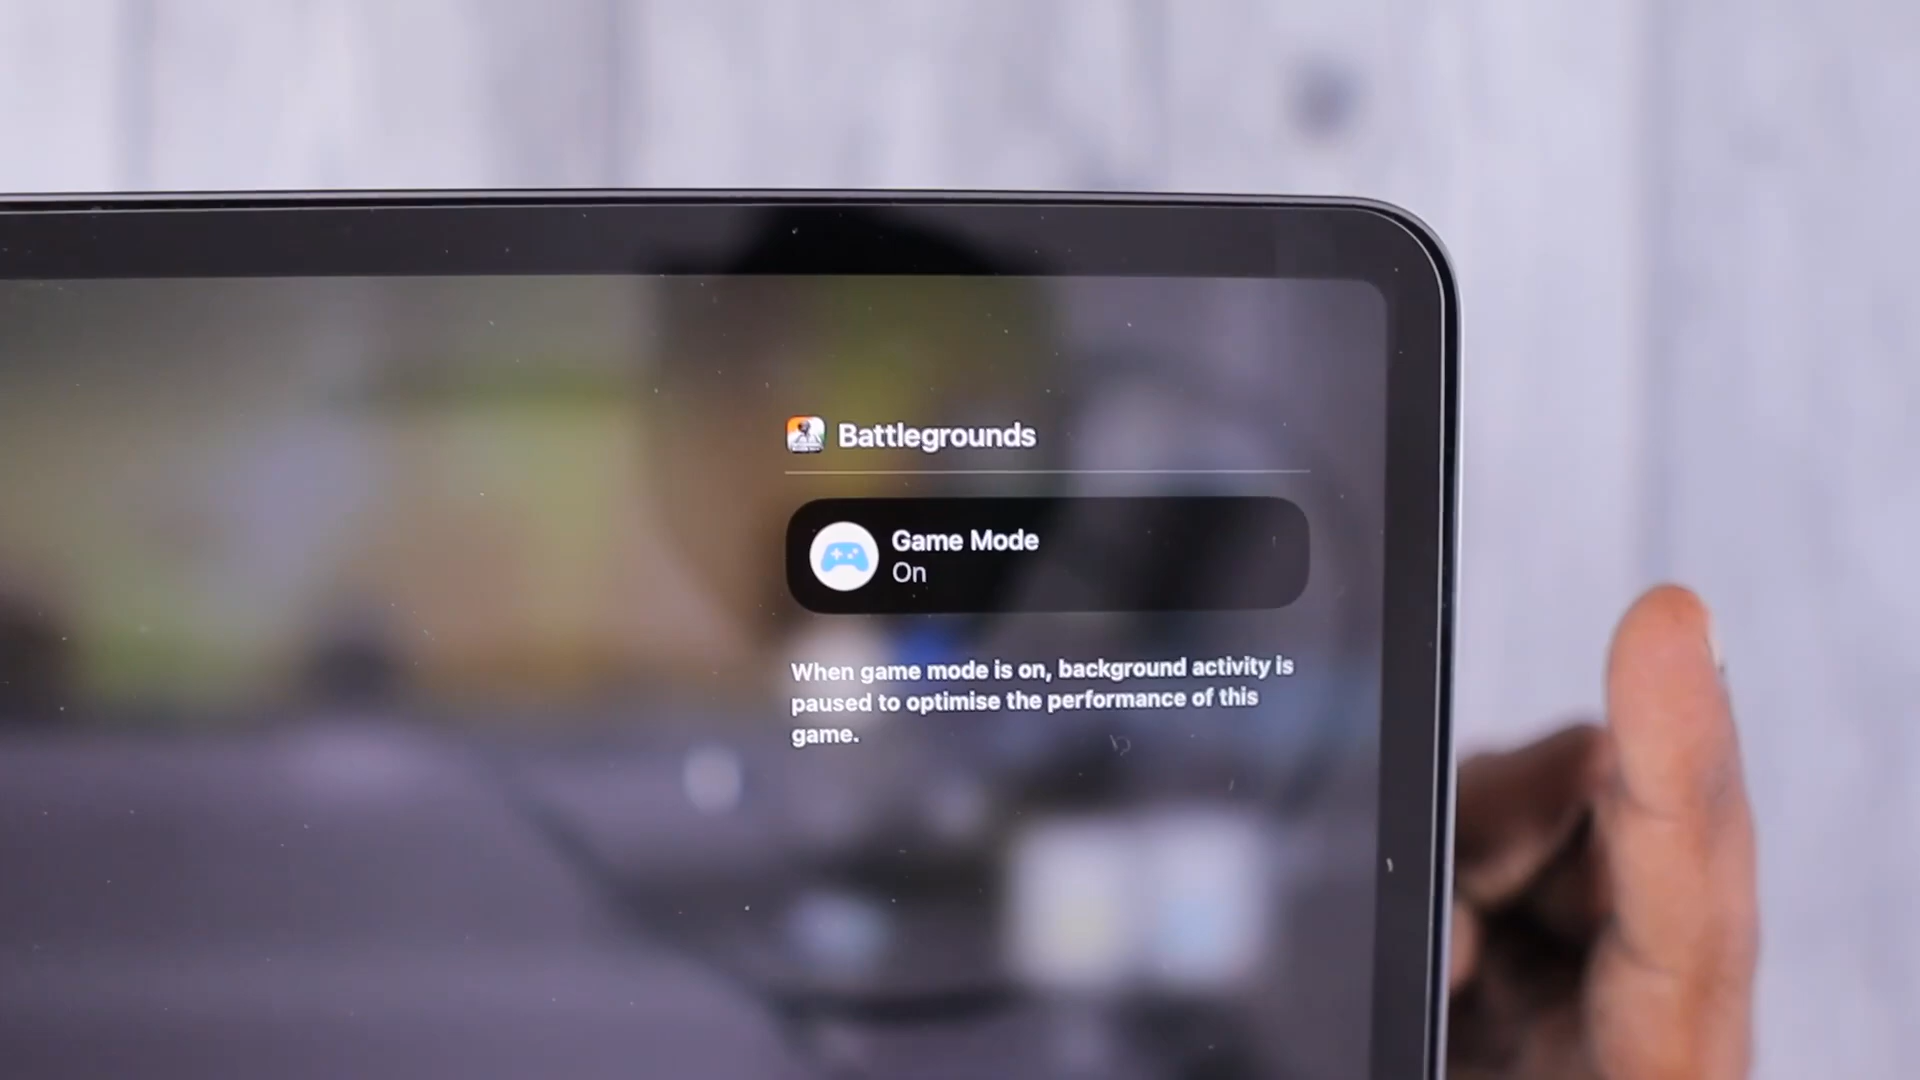 Battlegrounds
Game Mode
On
When game mode is on, background activity is
paused to optimise the performance of this
game.